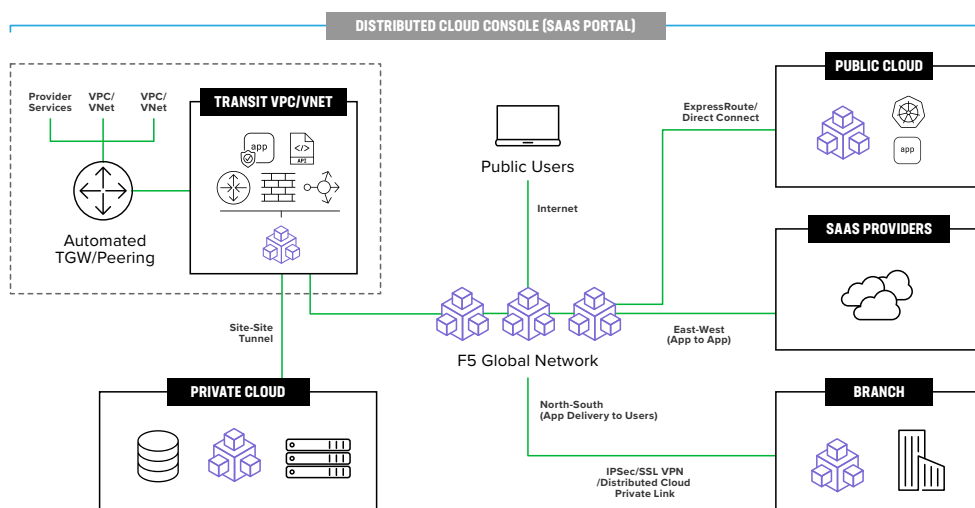 DISTRIBUTED CLOUD CONSOLE (SAAS PORTAL)
Provider
Services
VPC/
VNet
VPC/
VNet
TRANSIT VPC/VNET
app
</>
API
Automated
TGW/Peering
Public Users
Internet
ExpressRoute/
Direct Connect
PUBLIC CLOUD
app
SAAS PROVIDERS
East-West
(App to App)
F5 Global Network
Site-Site
Tunnel
PRIVATE CLOUD
North-South
(App Delivery to Users)
IPSec/SSL VPN
/Distributed Cloud
Private Link
BRANCH